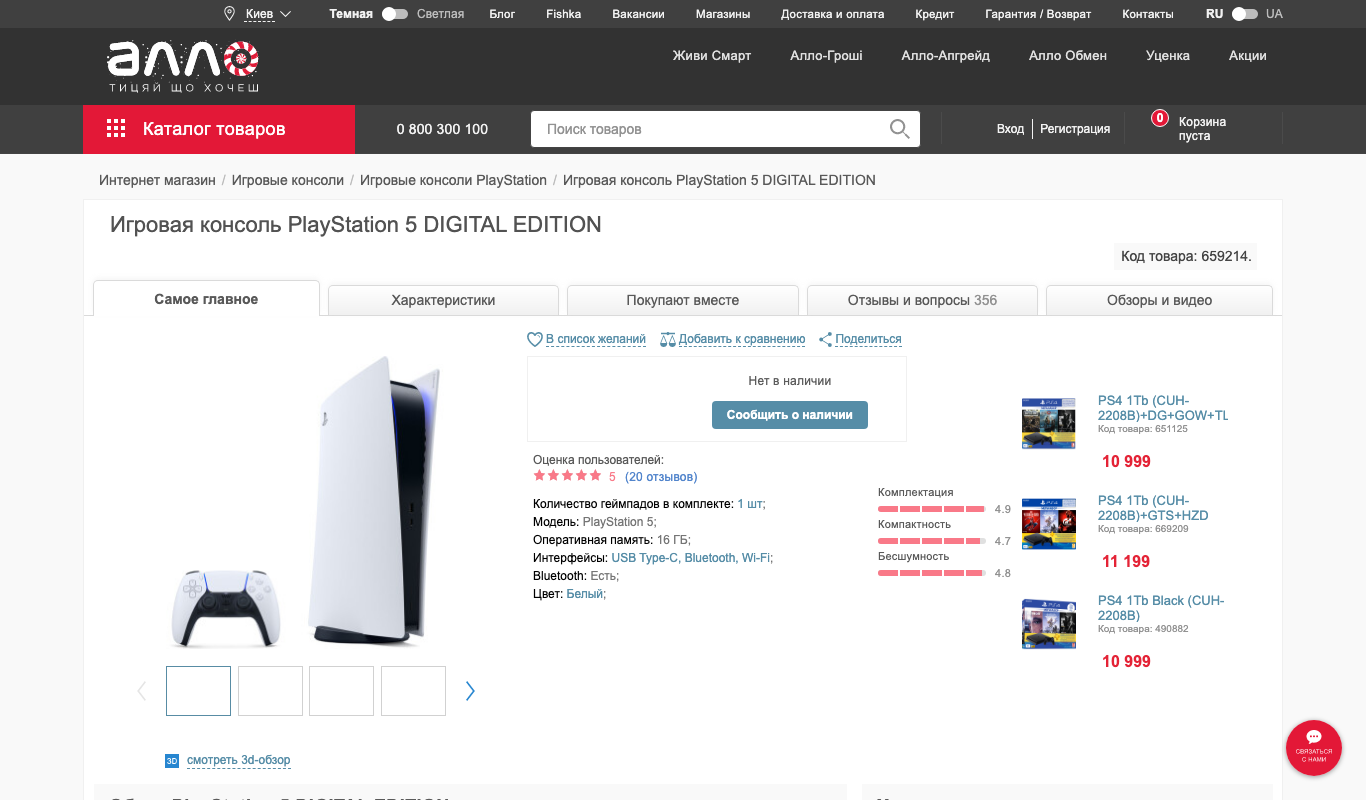 Киев
Темная Светлая
Блог
Fishka
Вакансии
Магазины
Доставка и оплата
Кредит
Гарантия / Возврат
Контакты
RU UA
алло
ТИЦЯЙ ЩО ХОЧЕШ
Живи Смарт
Алло-Гроші
Алло-Апгрейд
Алло Обмен
Уценка
Акции
Каталог товаров
0 800 300 100
Поиск товаров
Вход
Регистрация
0
Корзина
пуста
Интернет магазин / Игровые консоли / Игровые консоли PlayStation / Игровая консоль PlayStation 5 DIGITAL EDITION
Игровая консоль PlayStation 5 DIGITAL EDITION
Код товара: 659214.
Самое главное
Характеристики
Покупают вместе
Отзывы и вопросы 356
Обзоры и видео
В список желаний
Добавить к сравнению
Поделиться
Нет в наличии
Сообщить о наличии
Оценка пользователей:
5 (20 отзывов)
Количество геймпадов в комплекте: 1 шт;
Модель: PlayStation 5;
Оперативная память: 16 ГБ;
Интерфейсы: USB Type-C, Bluetooth, Wi-Fi;
Bluetooth: Есть;
Цвет: Белый;
Комплектация
4.9
Компактность
4.7
Бесшумность
4.8
PS4 1Tb (CUH-
2208B)+DG+GOW+TL
Код товара: 651125
10 999
PS4 1Tb (CUH-
2208B)+GTS+HZD
Код товара: 669209
11 199
PS4 1Tb Black (CUH-
2208B)
Код товара: 490882
10 999
3D смотреть 3d-обзор
СВЯЗАТЬСЯ
С НАМИ